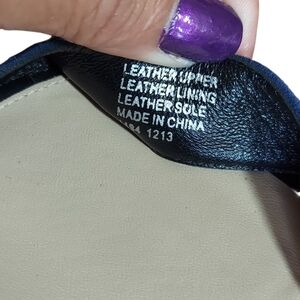 LEATHER UPPER
LEATHER LINING
LEATHER SOLE
MADE IN CHINA
1213